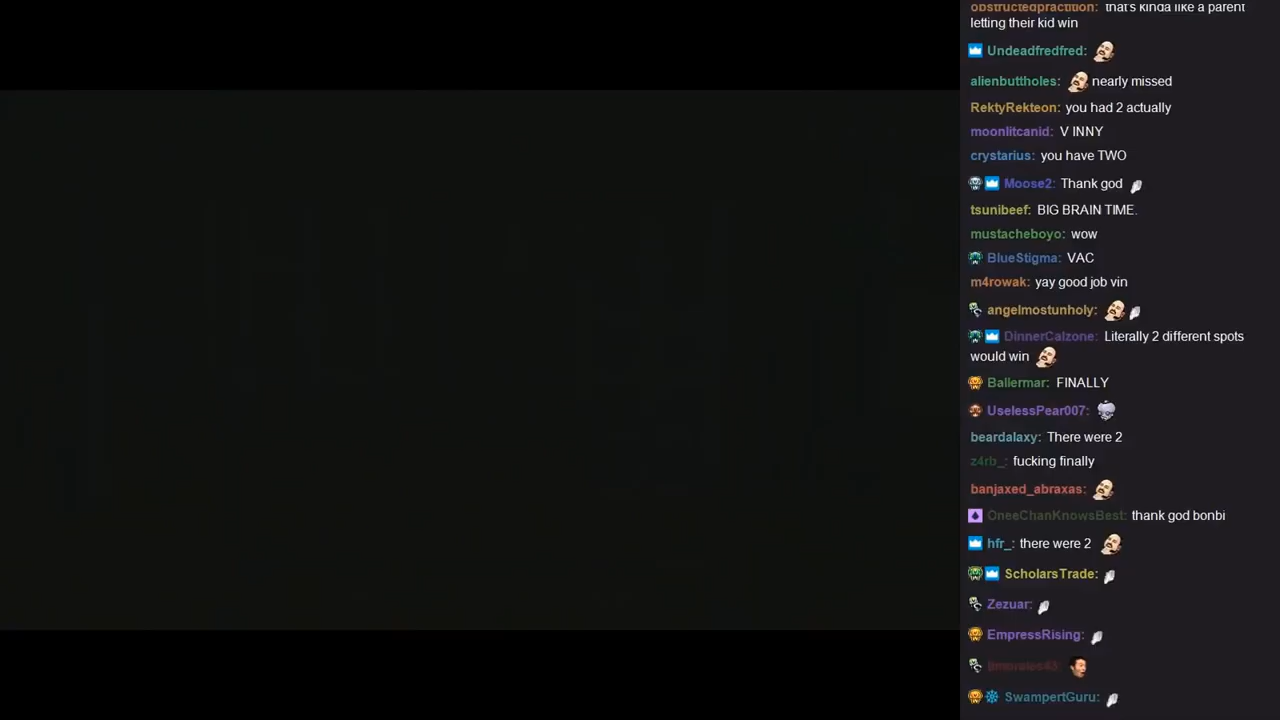 obstructedpractition: that's kinda like a parent
letting their kid win
Undeadfredfred:
alienbuttholes: nearly missed
RektyRekteon: you had 2 actually
moonlitcanid: V INNY
crystarius: you have TWO
Moose2: Thank god
tsunibeef: BIG BRAIN TIME.
mustacheboyo: wow
BlueStigma: VAC
m4rowak: yay good job vin
angelmostunholy:
DinnerCalzone: Literally 2 different spots
would win
Ballermar: FINALLY
UselessPear007:
beardalaxy: There were 2
z4rb_: fucking finally
banjaxed_abraxas:
OneeChanKnowsBest: thank god bonbi
hfr_: there were 2
ScholarsTrade:
Zezuar:
EmpressRising:
SwampertGuru: